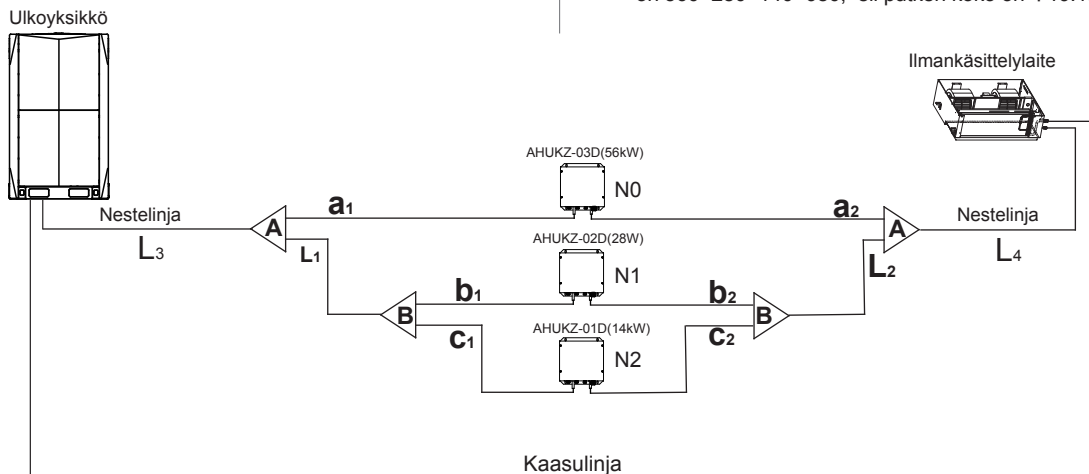 Ulkoyksikkö
Ilmankäsittelylaite
AHUKZ-03D(56kW)
N0
a1
a2
Nestelinja
A
A
Nestelinja
L3
L1
AHUKZ-02D(28W)
N1
L2
L4
b1
b2
B
B
c1
AHUKZ-01D(14kW)
c2
N2
Kaasulinja